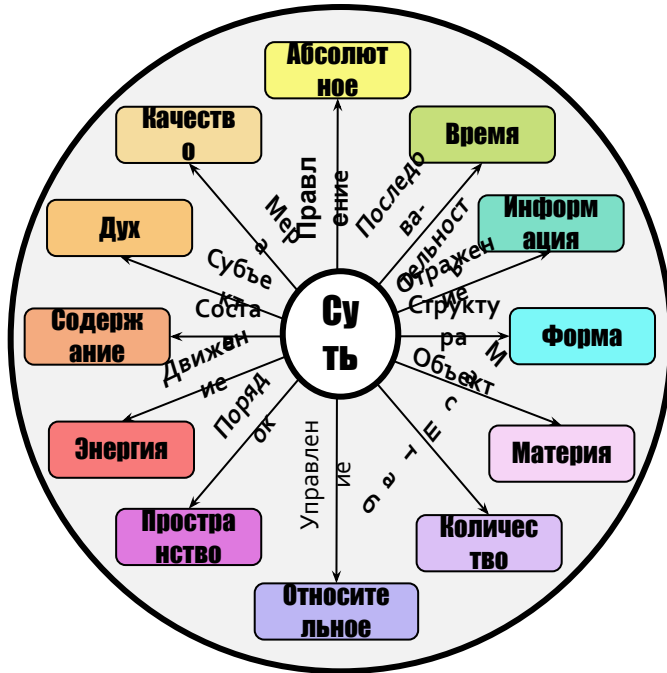 Абсолют
ное
Качеств
о
Время
Правл
ение
Последо
ва-
тельност
ь
Мер
а
Информ
ация
Дух
Отражен
ие
Субъе
кт
Су
ть
Содерж
ание
Соста
в
Структу
ра
Форма
Движен
ие
Объект
Масштаб
Энергия
Поряд
ок
Материя
Управлен
ие
Простра
нство
Количес
тво
Относите
льное